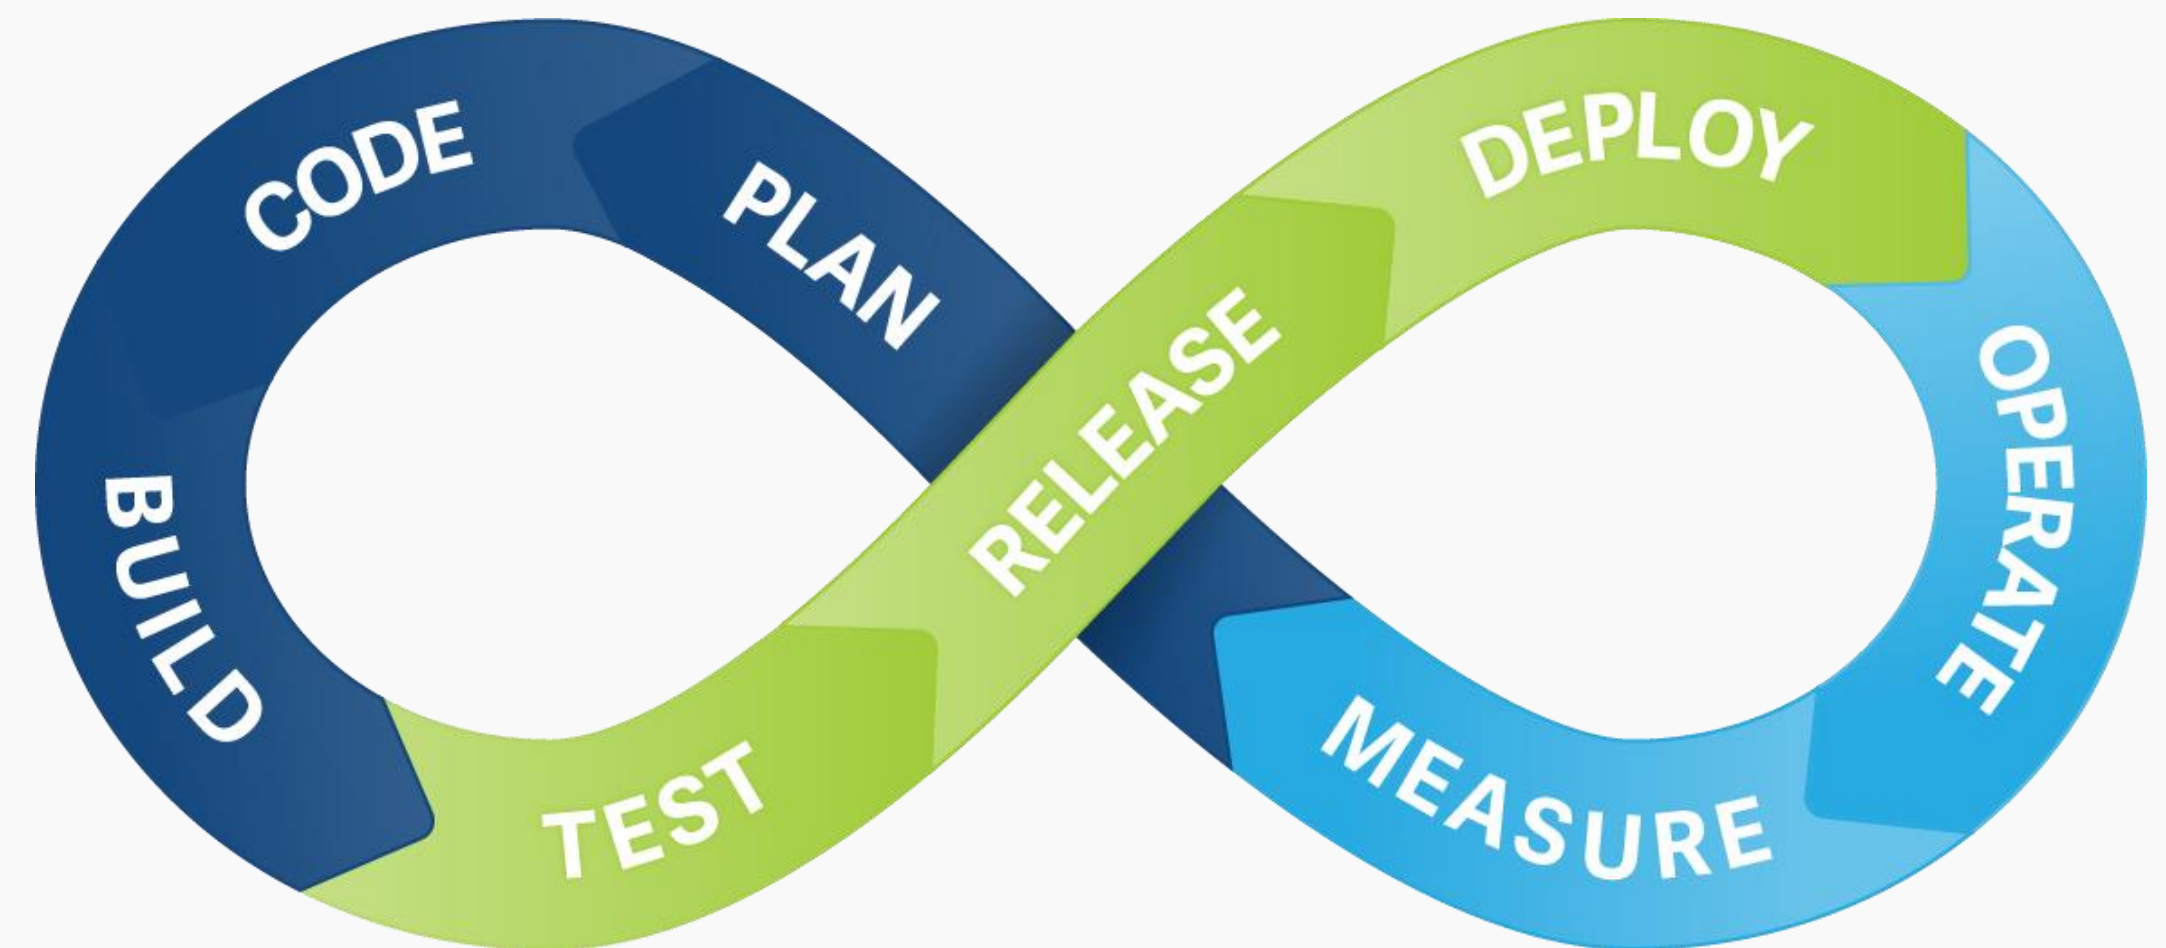 PLAN
CODE
BUILD
TEST
RELEASE
DEPLOY
OPERATE
MEASURE